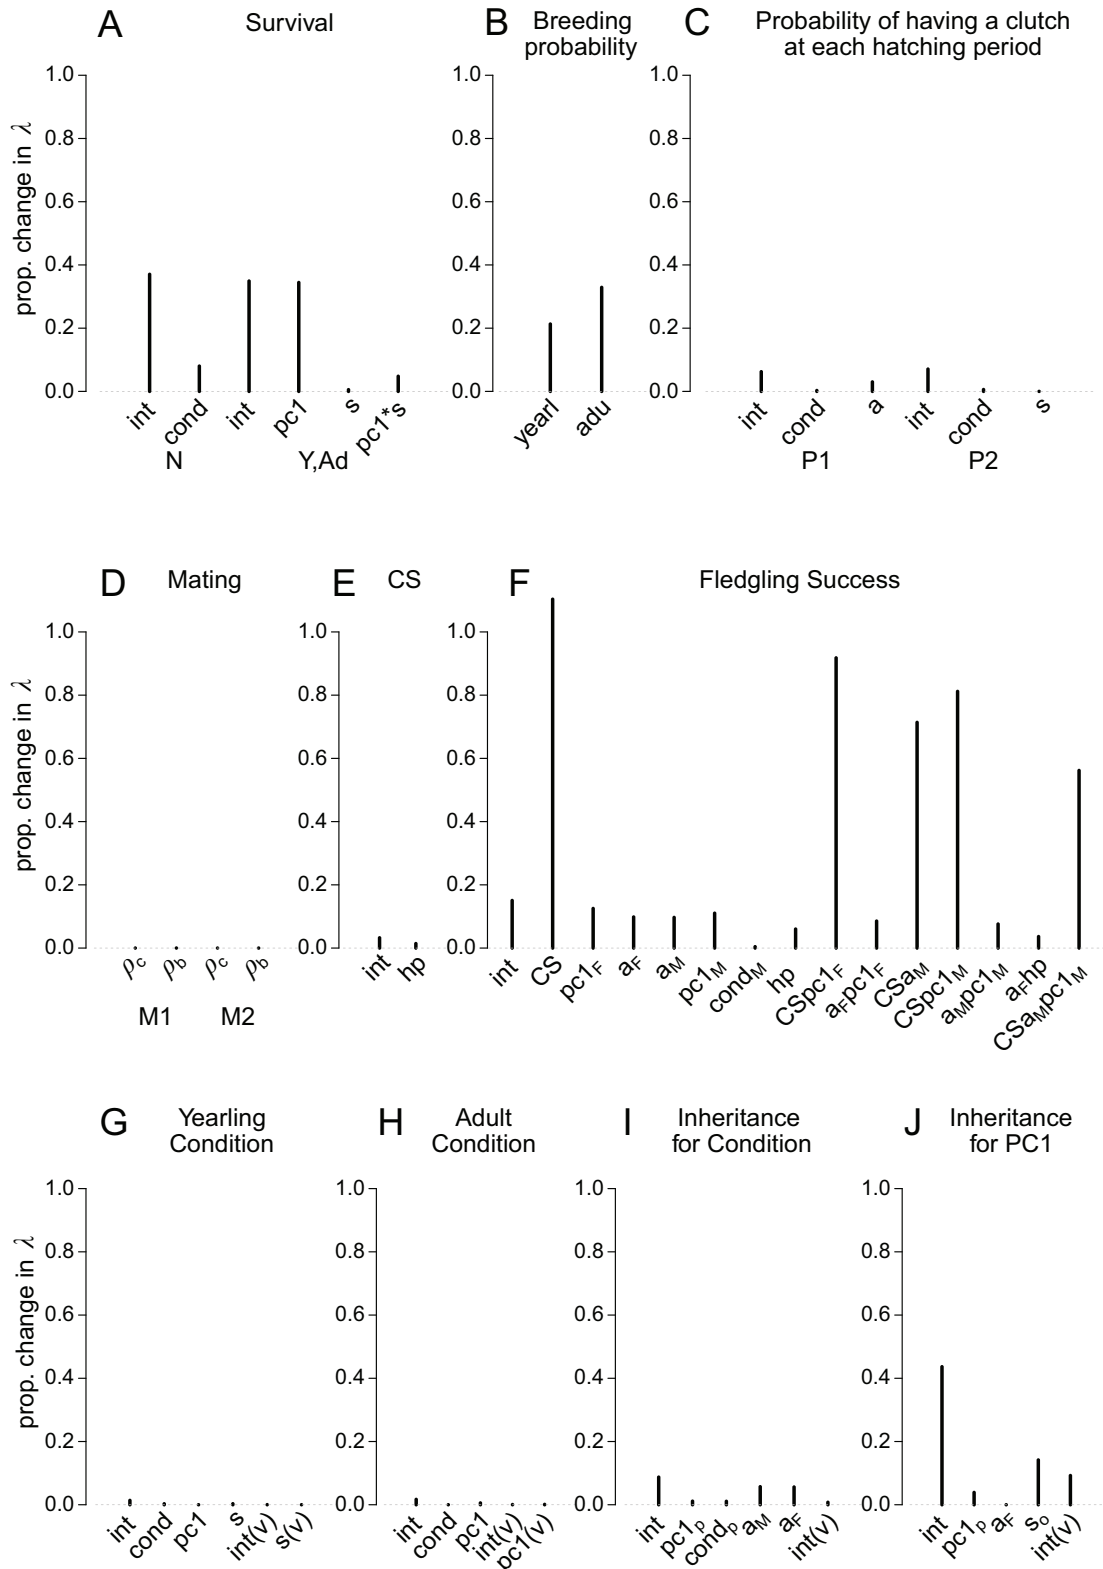 A Survival
B Breeding probability
C Probability of having a clutch at each hatching period
prop. change in λ
1.0
0.8
0.6
0.4
0.2
0.0
int cond int pc1 s pc1*s
N Y,Ad
1.0
0.8
0.6
0.4
0.2
0.0
yearl adu
1.0
0.8
0.6
0.4
0.2
0.0
int cond a int cond s
P1 P2
D Mating
E CS
F Fledgling Success
prop. change in λ
1.0
0.8
0.6
0.4
0.2
0.0
ρc ρb ρc ρb
M1 M2
1.0
0.8
0.6
0.4
0.2
0.0
int hp
1.0
0.8
0.6
0.4
0.2
0.0
int CS pc1F aF aM pc1M condM hp CSpc1F aFpc1F CSaM CSpc1M aMpc1M aFhp CSaMpc1M
G Yearling Condition
H Adult Condition
I Inheritance for Condition
J Inheritance for PC1
prop. change in λ
1.0
0.8
0.6
0.4
0.2
0.0
int cond pc1 s int(v) s(v)
1.0
0.8
0.6
0.4
0.2
0.0
int cond pc1 int(v) pc1(v)
1.0
0.8
0.6
0.4
0.2
0.0
int pc1p condp aM aF int(v)
1.0
0.8
0.6
0.4
0.2
0.0
int pc1p aF so int(v)